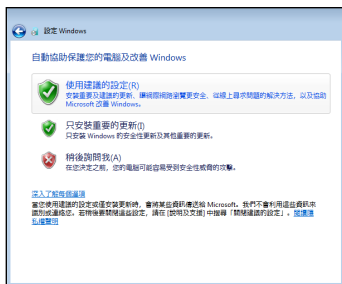 設定 Windows
自動協助保護您的電腦及改善 Windows
使用建議的設定(R)
安裝重要及建議的更新、讓網際網路瀏覽更安全、從線上尋求問題的解決方法，以及協助
Microsoft 改善 Windows。
只安裝重要的更新(I)
只安裝 Windows 的安全性更新及其他重要的更新。
稍後詢問我(A)
在您決定之前，您的電腦可能容易受到安全性威脅的攻擊。
深入了解每個選項
當您使用建議的設定或僅安裝更新時，會將某些資訊傳送給 Microsoft。我們不會利用這些資訊來
識別或連絡您。若稍後要關閉這些設定，請在 [說明及支援] 中搜尋「關閉建議的設定」。閱讀隱
私權聲明